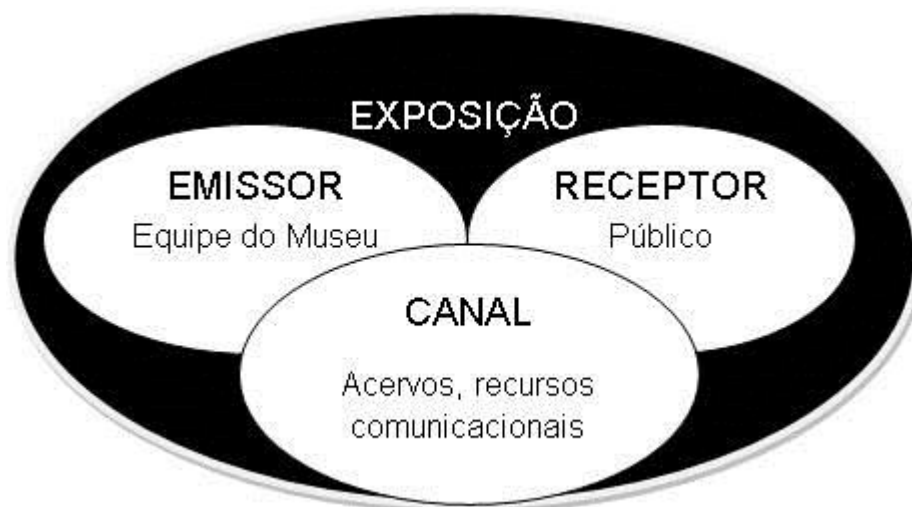 EXPOSIÇÃO
EMISSOR
Equipe do Museu
RECEPTOR
Público
CANAL
Acervos, recursos
comunicacionais